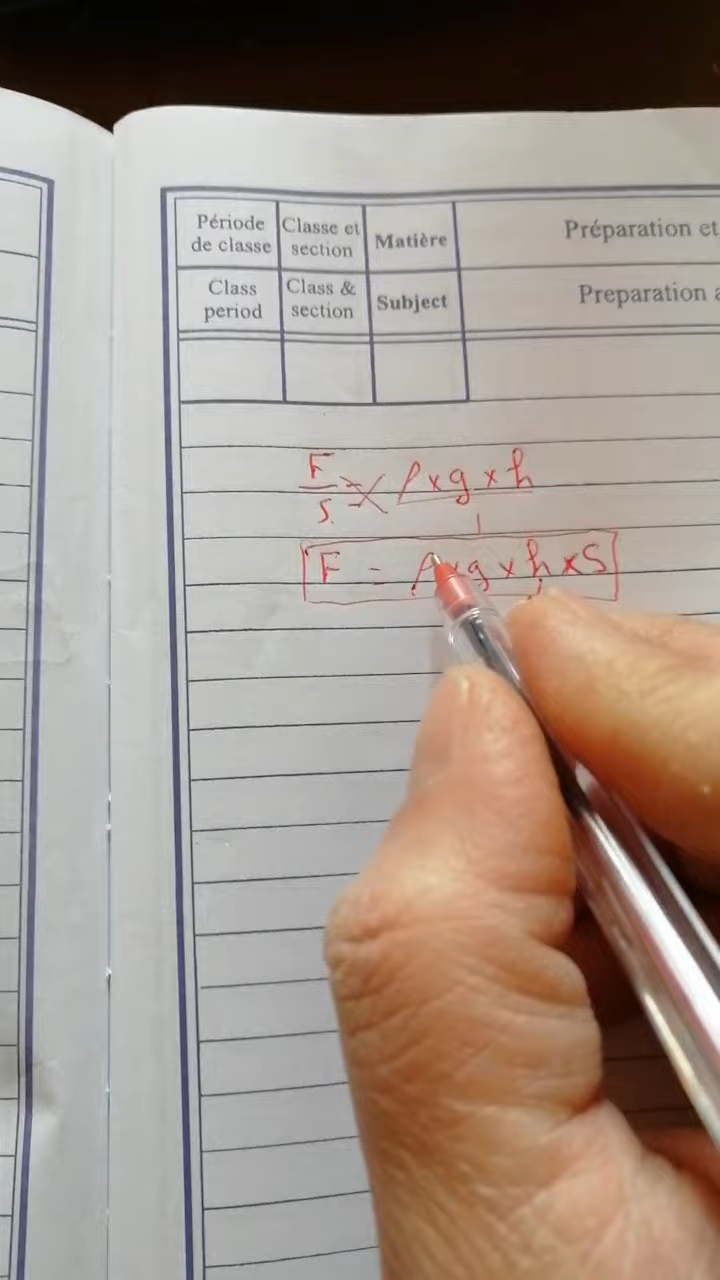 Période de classe
Classe et section
Matière
Préparation et
Class period
Class & section
Subject
Preparation a
F/S = ρ x g x h
F = ρ x g x h x S